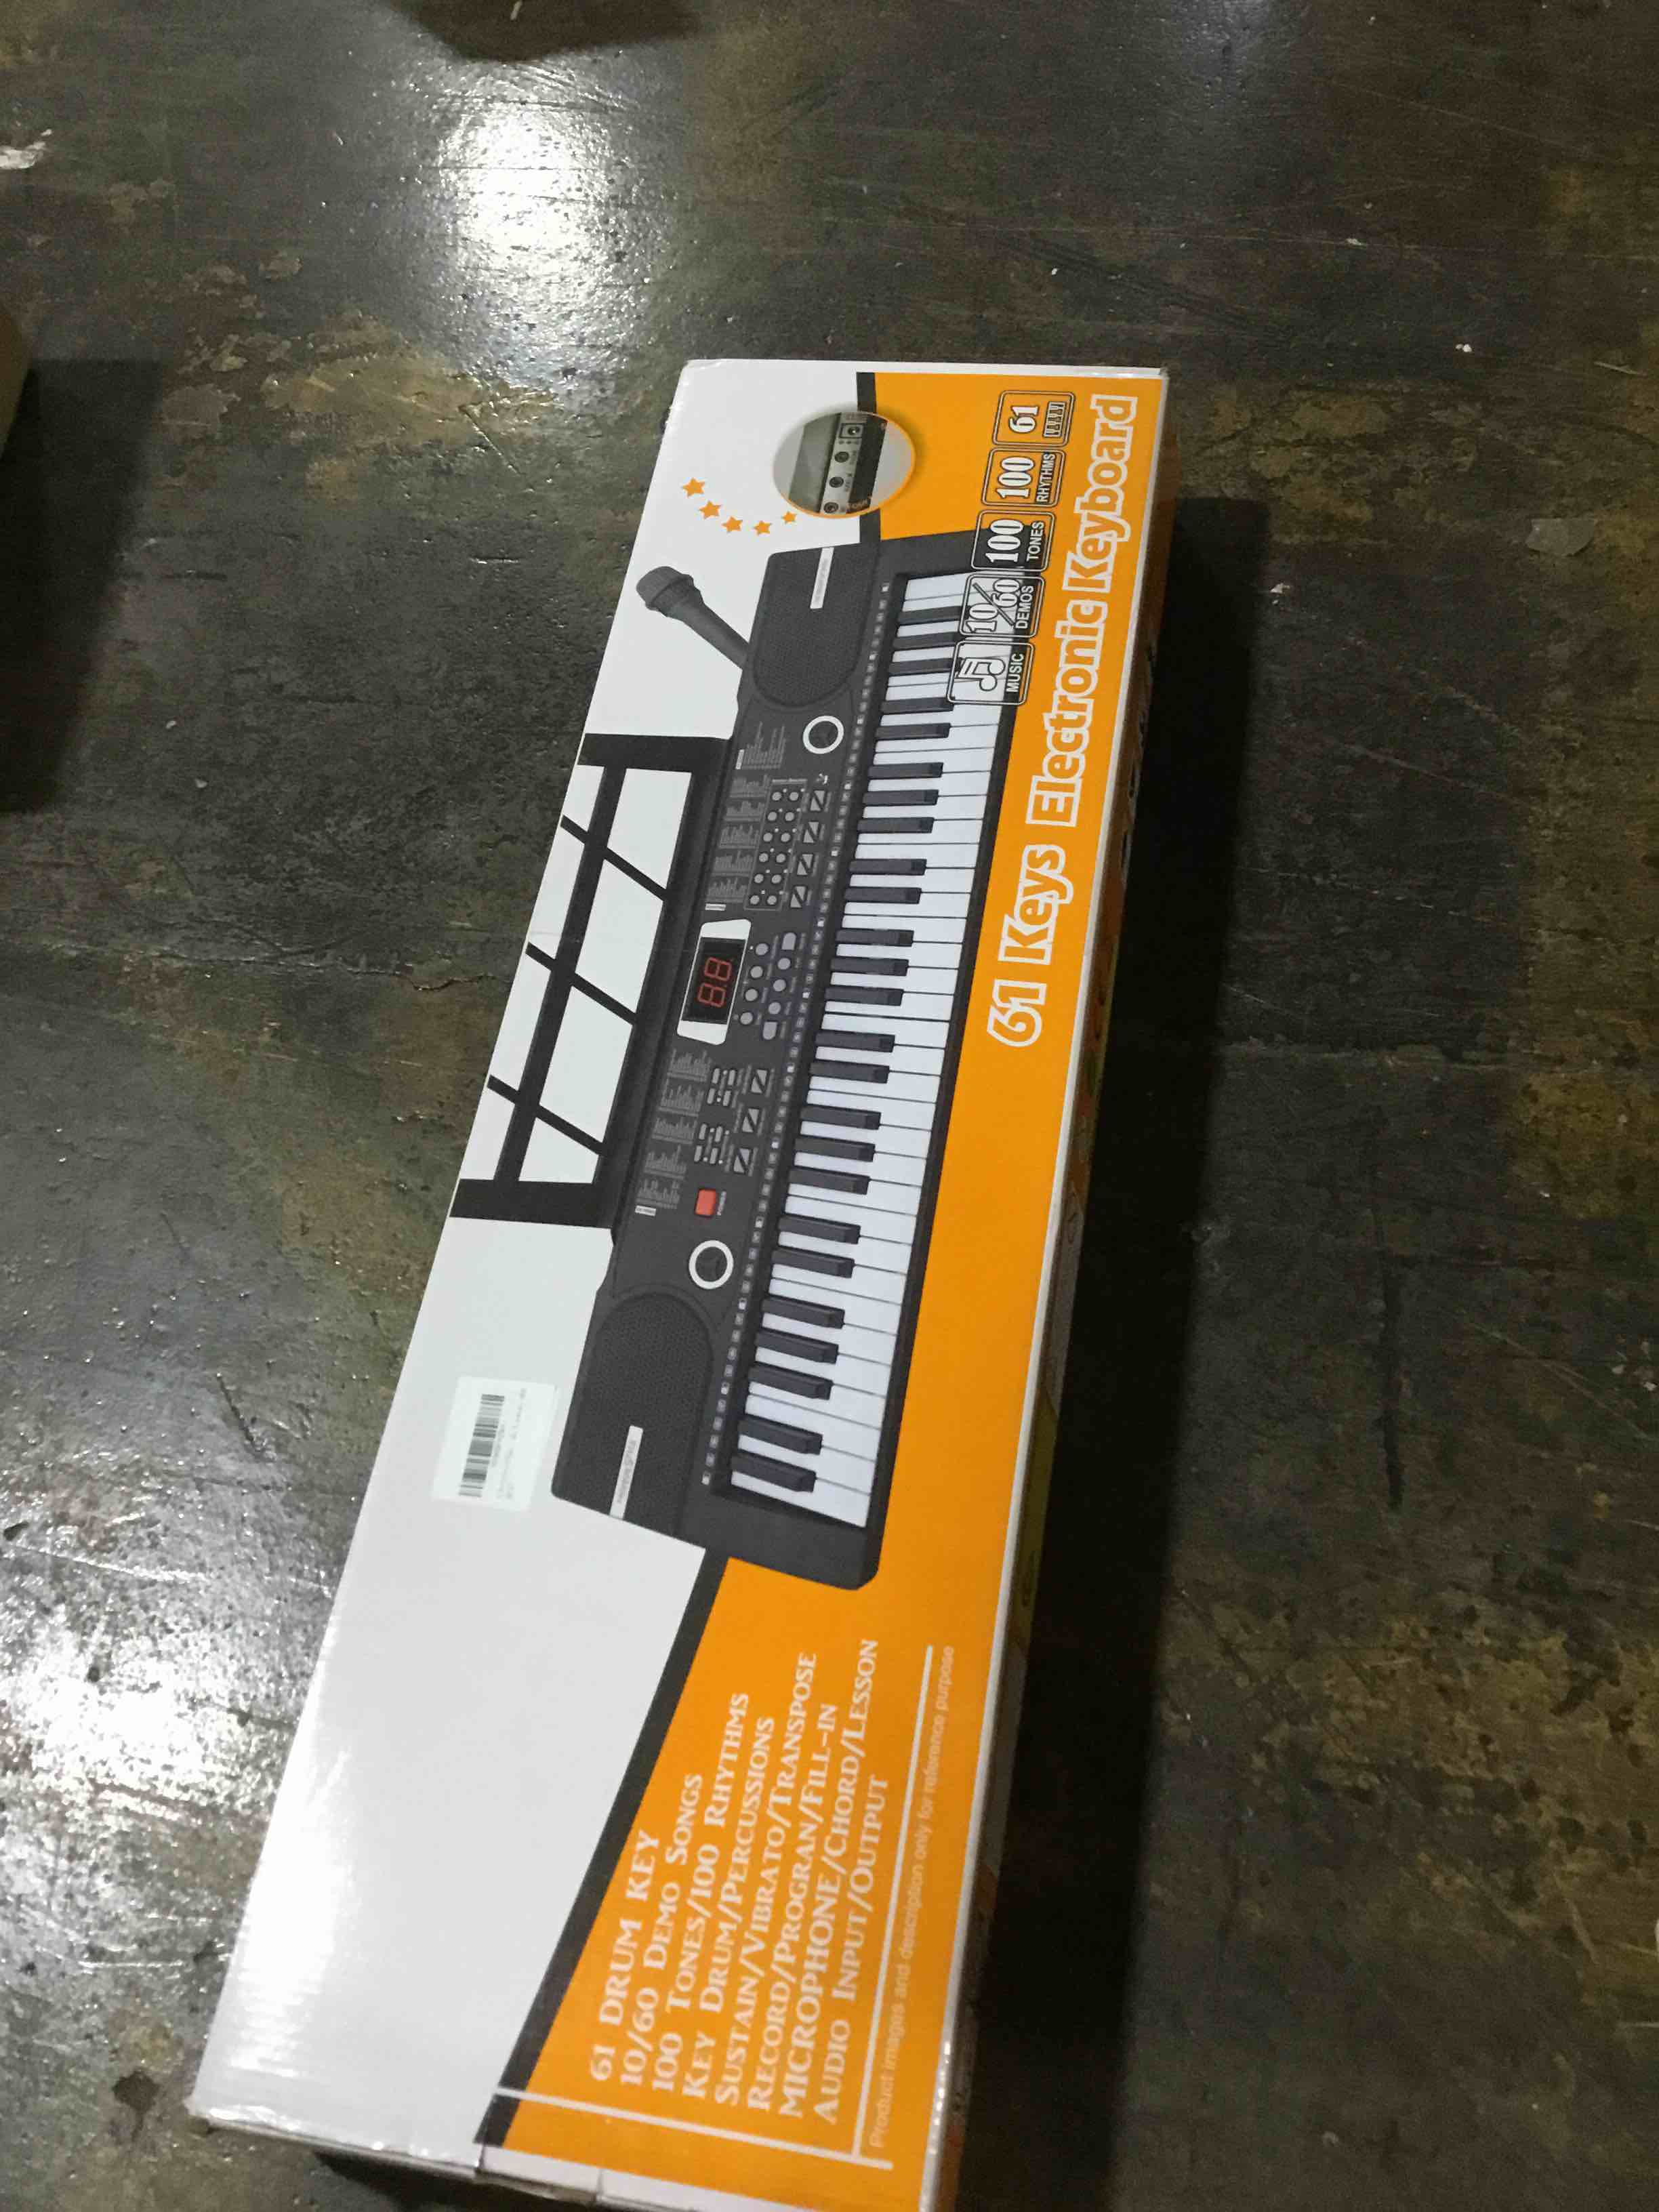 MUSIC
10/60 DEMOS
100 TONES
100 RHYTHMS
61
61 Keys Electronic Keyboard
88
POWER
61 DRUM KEY
10/60 DEMO SONGS
100 TONES/100 RHYTHMS
KEY DRUM/PERCUSSIONS
SUSTAIN/VIBRATO/TRANSPOSE
RECORD/PROGRAN/FILL-IN
MICROPHONE/CHORD/LESSON
AUDIO INPUT/OUTPUT
Product images and description only for reference purpose